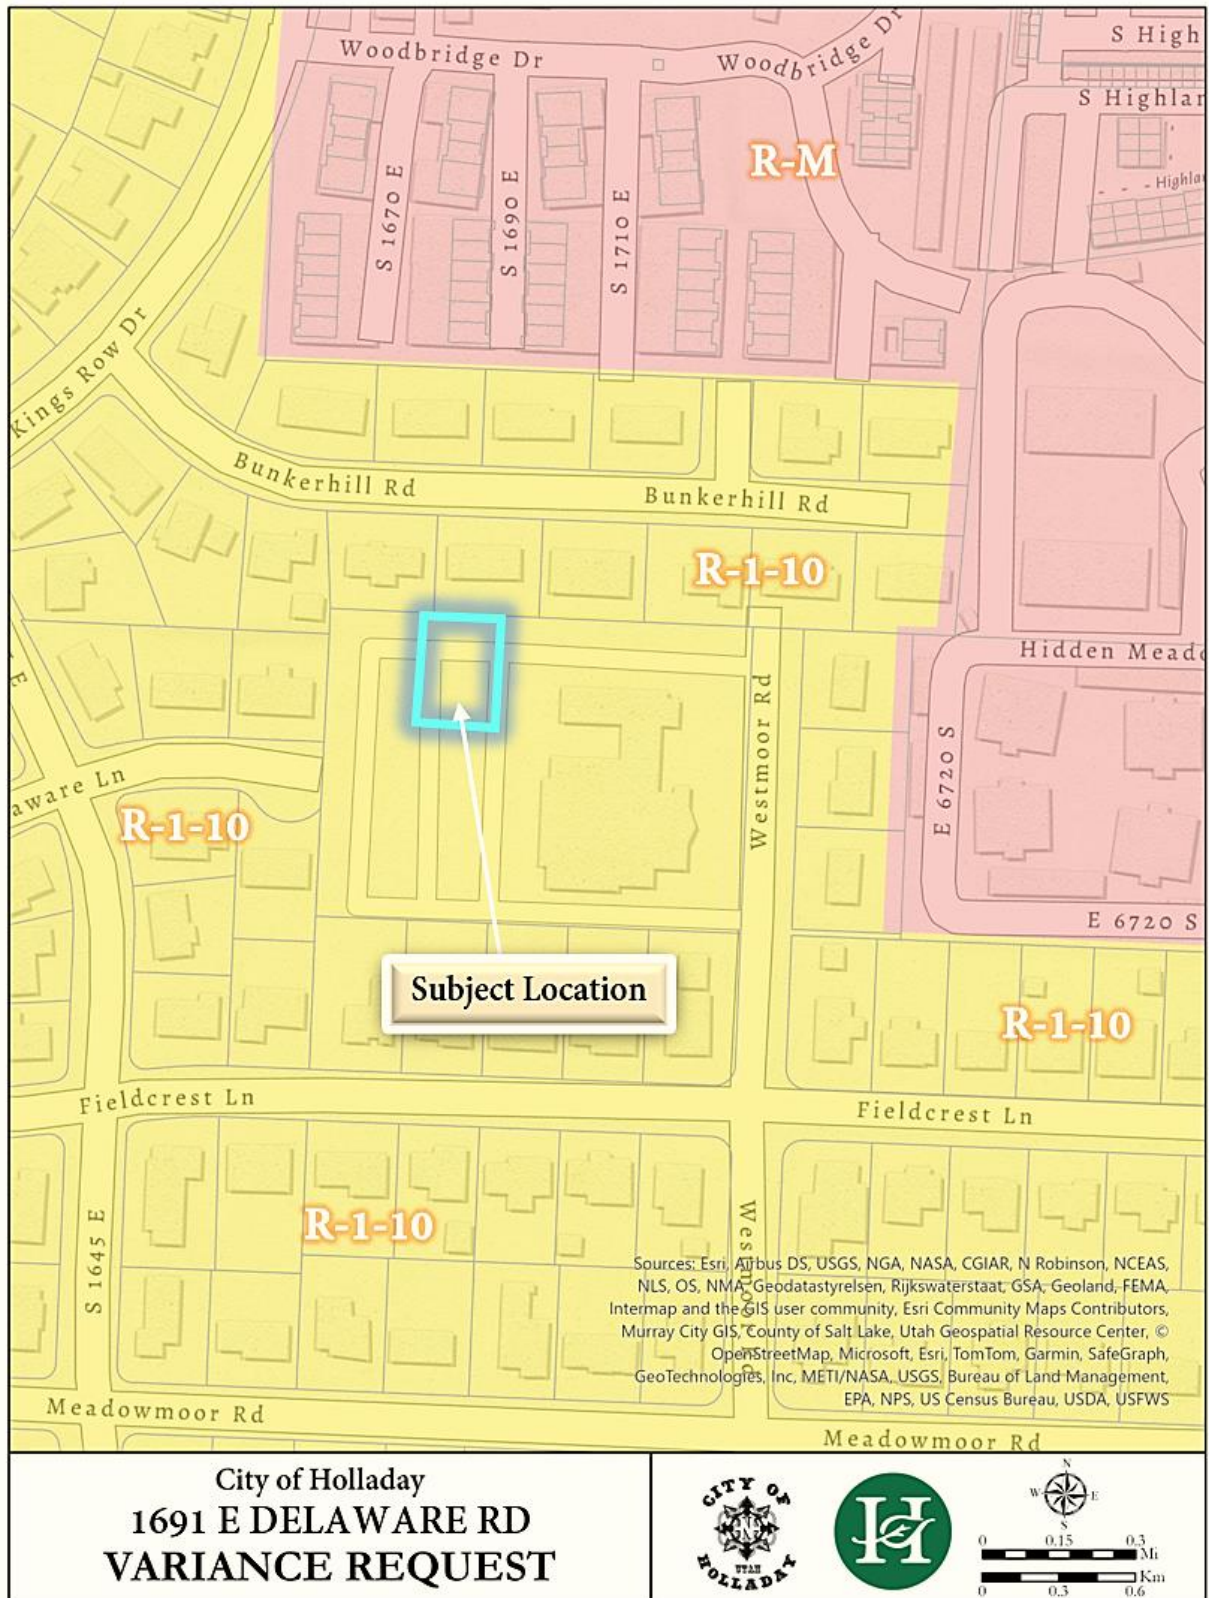 Woodbridge Dr
Woodbridge Dr
S High
S Highlar
R-M
Highla
S 1670 E
S 1690 E
S 1710 E
Kings Row Dr
Bunkerhill Rd
Bunkerhill Rd
R-1-10
Hidden Meado
E
Westmoor Rd
E 6720 S
aware Ln
R-1-10
E 6720 S
Subject Location
R-1-10
Fieldcrest Ln
Fieldcrest Ln
R-1-10
S 1645 E
Westmoor Rd
Sources: Esri, Airbus DS, USGS, NGA, NASA, CGIAR, N Robinson, NCEAS,
NLS, OS, NMA, Geodatastyrelsen, Rijkswaterstaat, GSA, Geoland, FEMA,
Intermap and the GIS user community, Esri Community Maps Contributors,
Murray City GIS, County of Salt Lake, Utah Geospatial Resource Center, ©
OpenStreetMap, Microsoft, Esri, TomTom, Garmin, SafeGraph,
GeoTechnologies, Inc, METI/NASA, USGS, Bureau of Land Management,
EPA, NPS, US Census Bureau, USDA, USFWS
Meadowmoor Rd
Meadowmoor Rd
City of Holladay
1691 E DELAWARE RD
VARIANCE REQUEST
CITY OF
N
UTAH
HOLLADAY
H
N
W E
S
0 0.15 0.3
Mi
Km
0 0.3 0.6